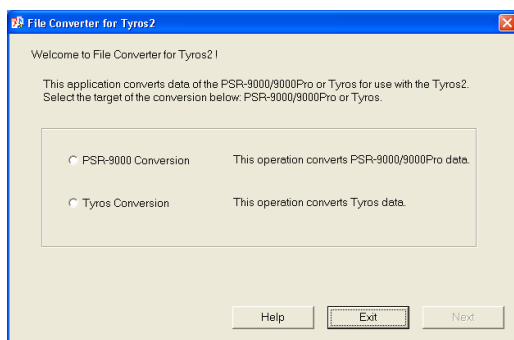 File Converter for Tyros2
Welcome to File Converter for Tyros2 !
This application converts data of the PSR-9000/9000Pro or Tyros for use with the Tyros2.
Select the target of the conversion below: PSR-9000/9000Pro or Tyros.
PSR-9000 Conversion This operation converts PSR-9000/9000Pro data.
Tyros Conversion This operation converts Tyros data.
Help Exit Next